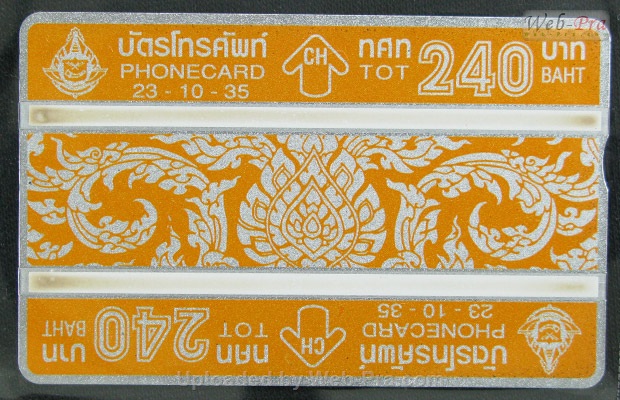 Web-Pra
บัตรโทรศัพท์ CH ทศท 240 บาท
PHONECARD TOT BAHT
23 - 10 - 35
23 - 10 - 35
PHONECARD TOT BAHT
บัตรโทรศัพท์ CH ทศท 240 บาท
Uploaded by Web-Pra.com